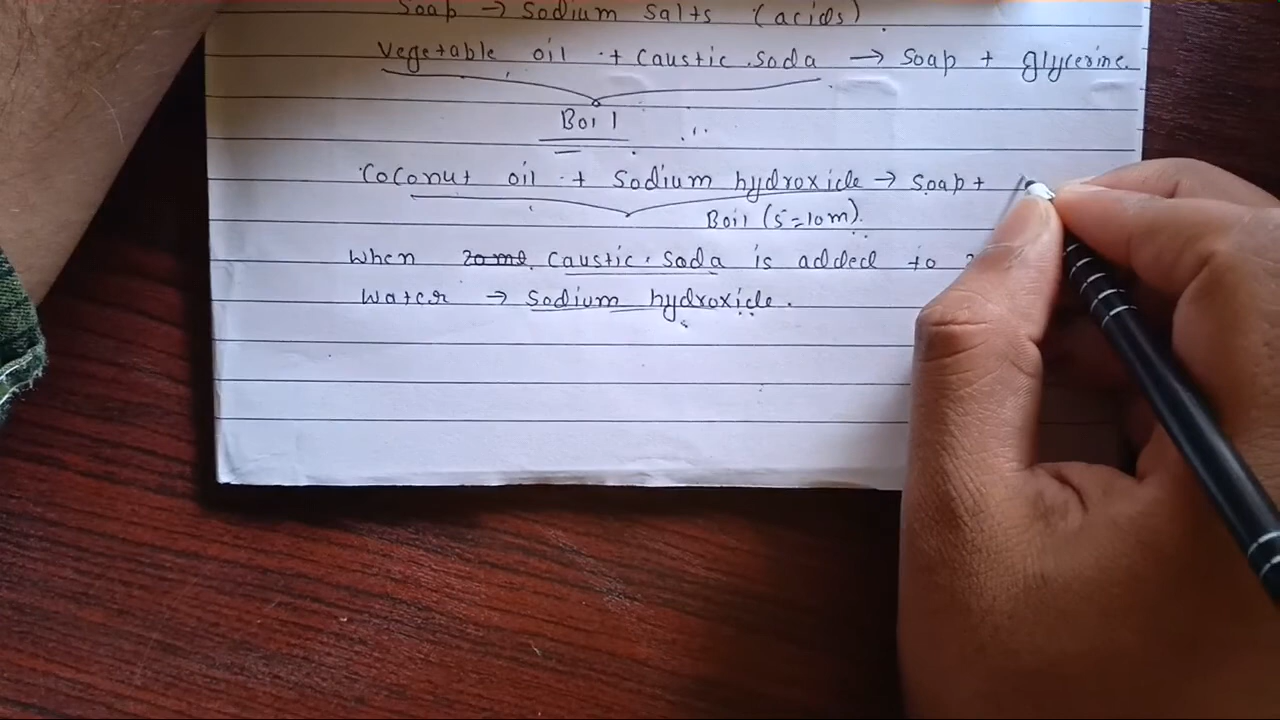 Soap → Sodium Salts (acids).
Vegetable oil + Caustic soda → Soap + glycerine.
Boil
Coconut oil + Sodium hydroxide → Soap +
Boil (5-10m).
When 20ml Caustic Soda is added to
Water → Sodium hydroxide.